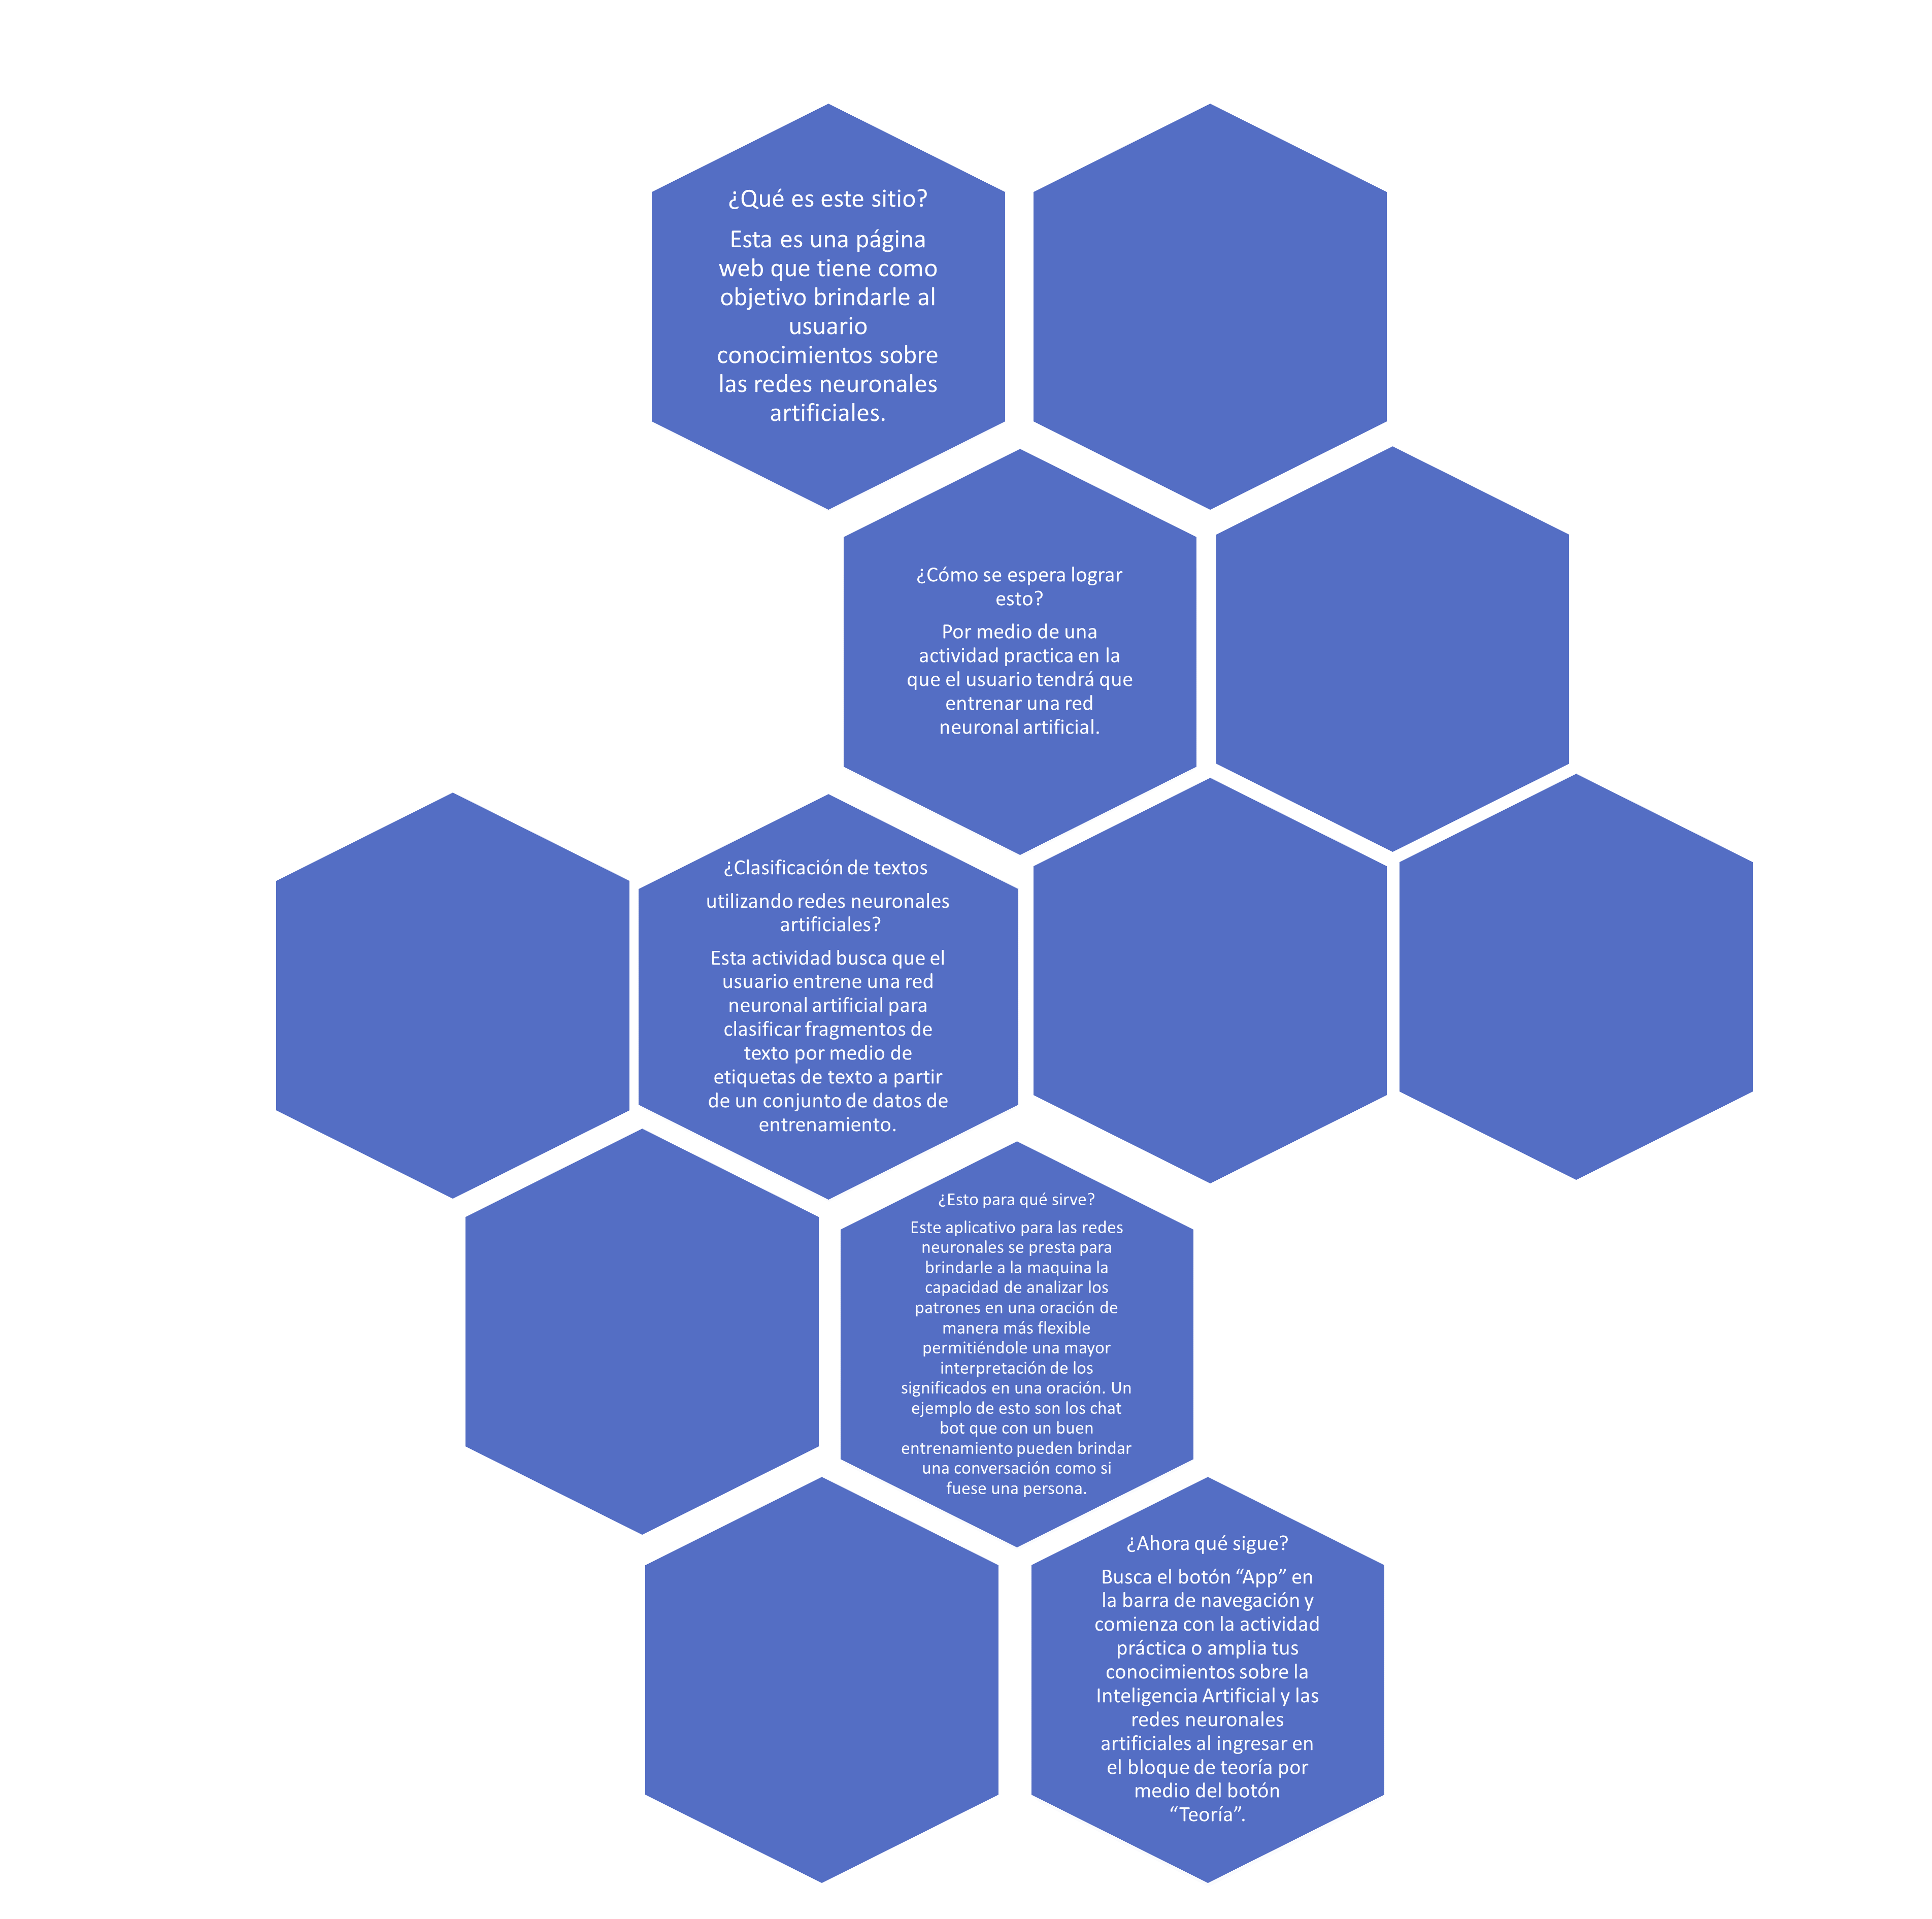 ¿Qué es este sitio?
Esta es una página
web que tiene como
objetivo brindarle al
usuario
conocimientos sobre
las redes neuronales
artificiales.
¿Cómo se espera lograr
esto?
Por medio de una
actividad practica en la
que el usuario tendrá que
entrenar una red
neuronal artificial.
¿Clasificación de textos
utilizando redes neuronales
artificiales?
Esta actividad busca que el
usuario entrene una red
neuronal artificial para
clasificar fragmentos de
texto por medio de
etiquetas de texto a partir
de un conjunto de datos de
entrenamiento.
¿Esto para qué sirve?
Este aplicativo para las redes
neuronales se presta para
brindarle a la maquina la
capacidad de analizar los
patrones en una oración de
manera más flexible
permitiéndole una mayor
interpretación de los
significados en una oración. Un
ejemplo de esto son los chat
bot que con un buen
entrenamiento pueden brindar
una conversación como si
fuese una persona.
¿Ahora qué sigue?
Busca el botón “App” en
la barra de navegación y
comienza con la actividad
práctica o amplia tus
conocimientos sobre la
Inteligencia Artificial y las
redes neuronales
artificiales al ingresar en
el bloque de teoría por
medio del botón
“Teoría”.